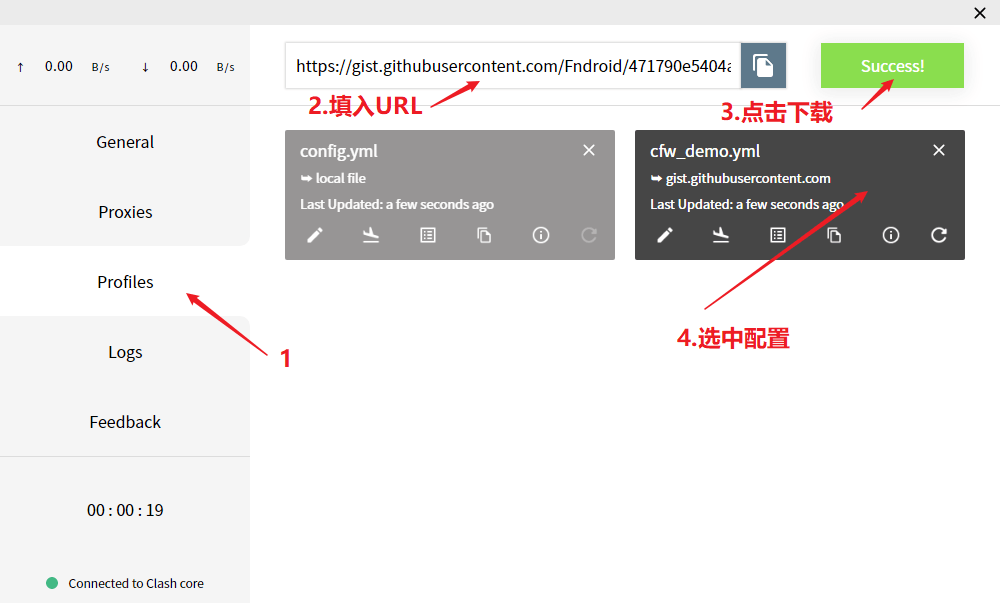 ↑ 0.00 B/s ↓ 0.00 B/s
https://gist.githubusercontent.com/Fndroid/471790e5404a
Success!
2.填入URL
3.点击下载
General
Proxies
Profiles
Logs
Feedback
config.yml
local file
Last Updated: a few seconds ago
cfw_demo.yml
gist.githubusercontent.com
Last Updated: a few seconds ago
1
4.选中配置
00 : 00 : 19
Connected to Clash core